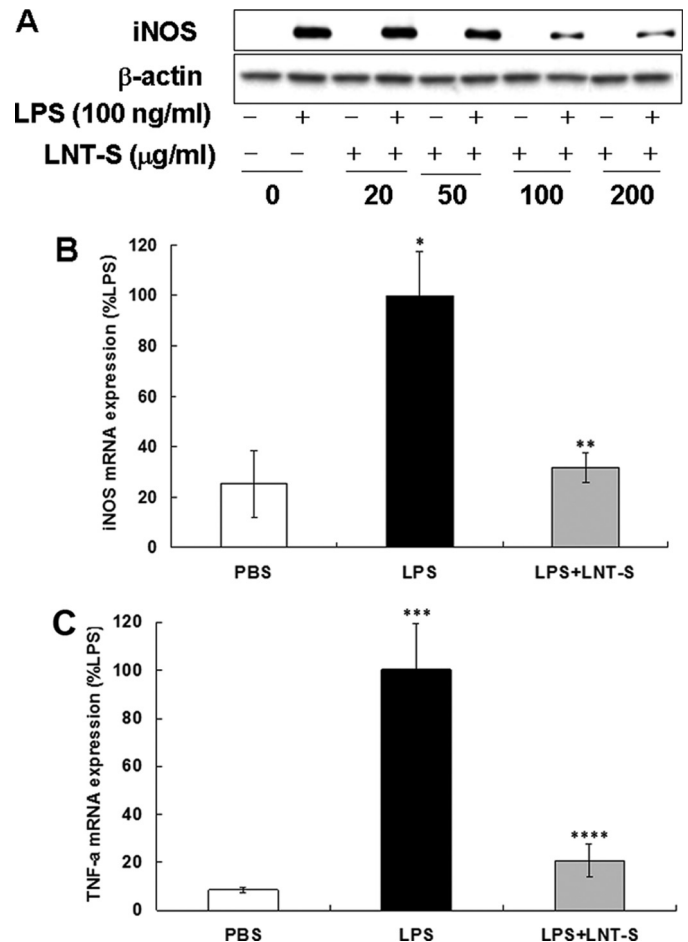 A
iNOS
β-actin
LPS (100 ng/ml) − + − + − + − + − +
LNT-S (μg/ml) − − + + + + + + + +
0 20 50 100 200
B
iNOS mRNA expression (%LPS)
120
100
80
60
40
20
0
*
**
PBS LPS LPS+LNT-S
C
TNF-a mRNA expression (%LPS)
120
100
80
60
40
20
0
***
****
PBS LPS LPS+LNT-S